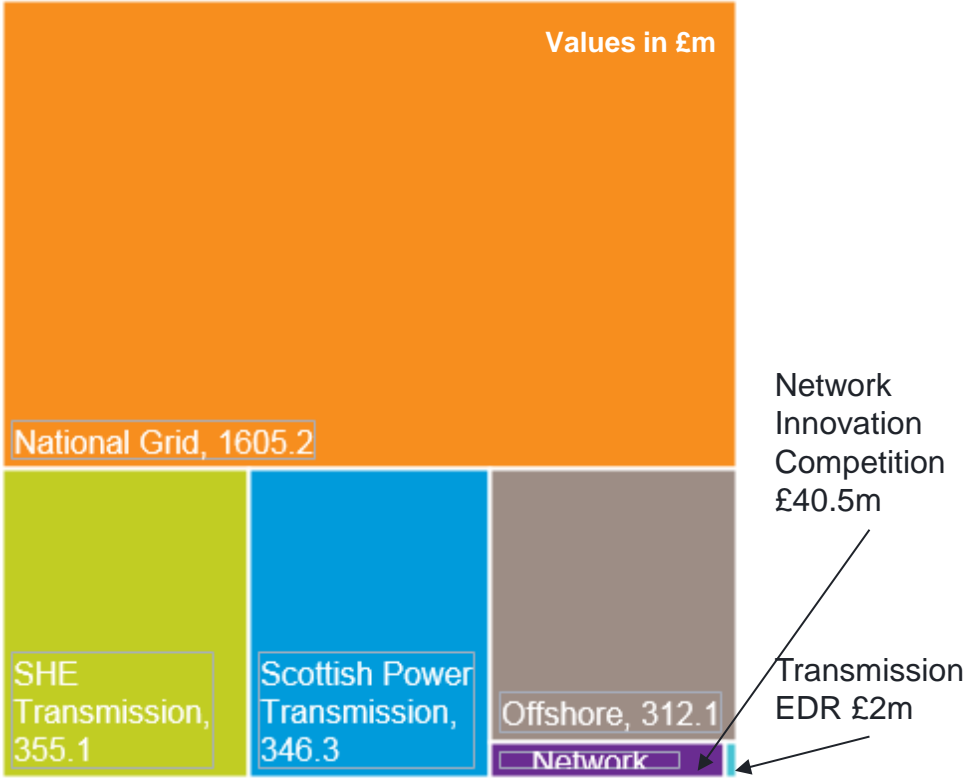 Values in £m
National Grid, 1605.2
SHE
Transmission,
355.1
Scottish Power
Transmission,
346.3
Offshore, 312.1
Network
Network
Innovation
Competition
£40.5m
Transmission
EDR £2m